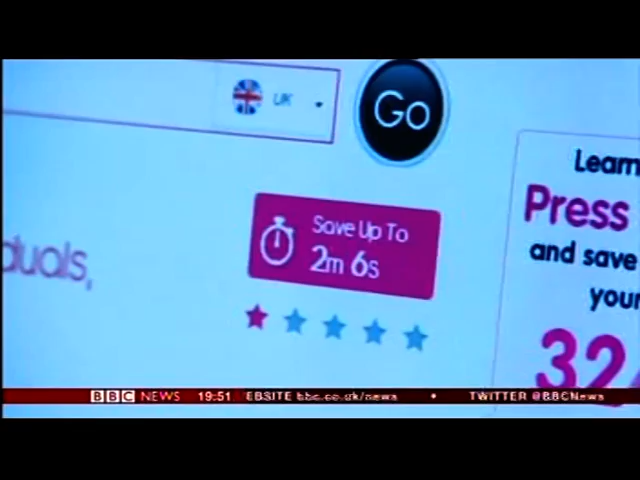 UK
Go
Save Up To
2m 6s
duals,
Learn
Press
and save
your
32
BBC NEWS 19:51 EBSITE bbc.co.uk/news • TWITTER @BBCNews